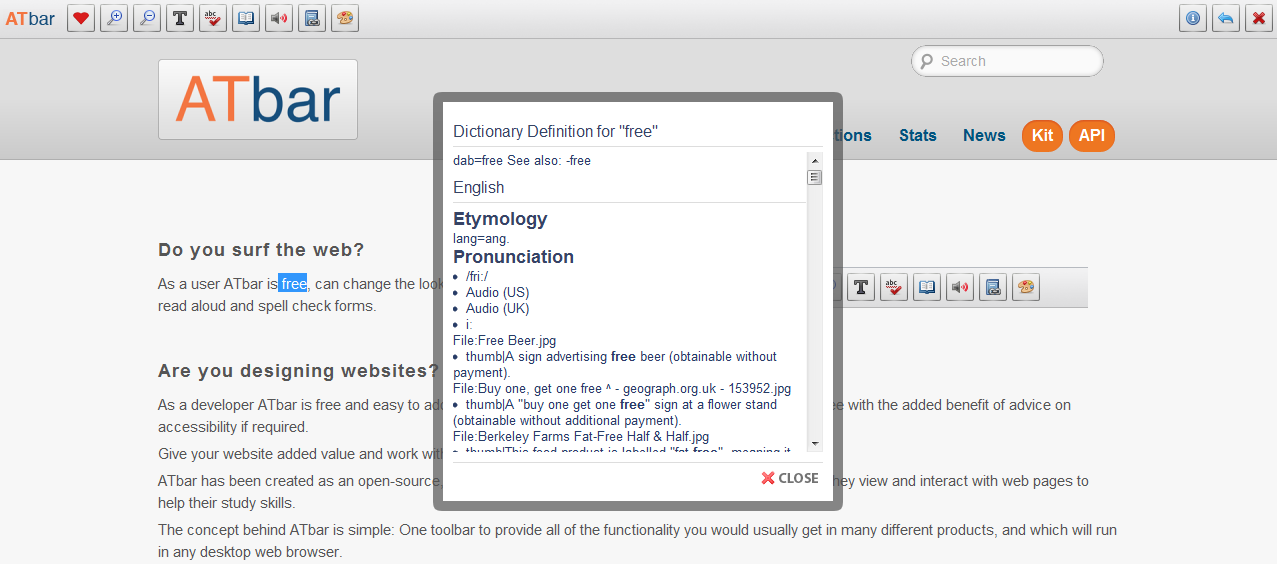 ATbar
ATbar
Search
tions Stats News Kit API
Do you surf the web?
As a user ATbar is free, can change the look
read aloud and spell check forms.
Are you designing websites?
As a developer ATbar is free and easy to add
ee with the added benefit of advice on
accessibility if required.
Give your website added value and work with
ATbar has been created as an open-source,
they view and interact with web pages to
help their study skills.
The concept behind ATbar is simple: One toolbar to provide all of the functionality you would usually get in many different products, and which will run
in any desktop web browser.
Dictionary Definition for "free"
dab=free See also: -free
English
Etymology
lang=ang.
Pronunciation
• /fri:/
• Audio (US)
• Audio (UK)
• i:
File:Free Beer.jpg
• thumb|A sign advertising free beer (obtainable without
payment).
File:Buy one, get one free ^ - geograph.org.uk - 153952.jpg
• thumb|A "buy one get one free" sign at a flower stand
(obtainable without additional payment).
File:Berkeley Farms Fat-Free Half & Half.jpg
• thumb|This food product is labelled "fat free", meaning it
CLOSE